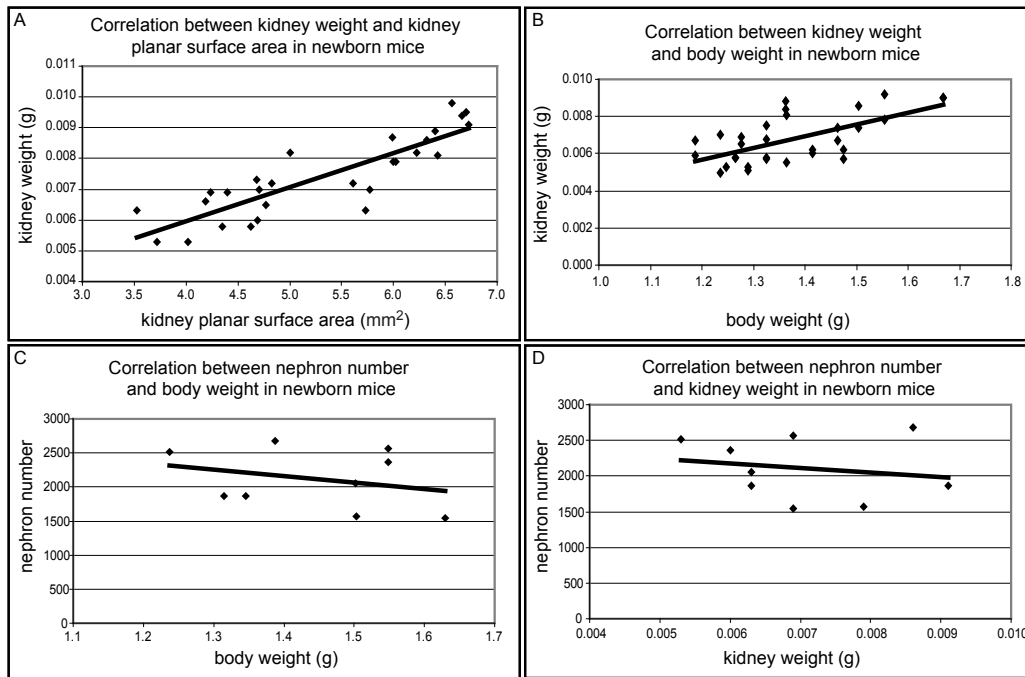 A
Correlation between kidney weight and kidney
planar surface area in newborn mice
0.011
0.010
0.009
0.008
0.007
0.006
0.005
0.004
kidney weight (g)
3.0 3.5 4.0 4.5 5.0 5.5 6.0 6.5 7.0
kidney planar surface area (mm²)
B
Correlation between kidney weight
and body weight in newborn mice
0.010
0.008
0.006
0.004
0.002
0.000
kidney weight (g)
1.0 1.1 1.2 1.3 1.4 1.5 1.6 1.7 1.8
body weight (g)
C
Correlation between nephron number
and body weight in newborn mice
3000
2500
2000
1500
1000
500
0
nephron number
1.1 1.2 1.3 1.4 1.5 1.6 1.7
body weight (g)
D
Correlation between nephron number
and kidney weight in newborn mice
3000
2500
2000
1500
1000
500
0
nephron number
0.004 0.005 0.006 0.007 0.008 0.009 0.010
kidney weight (g)